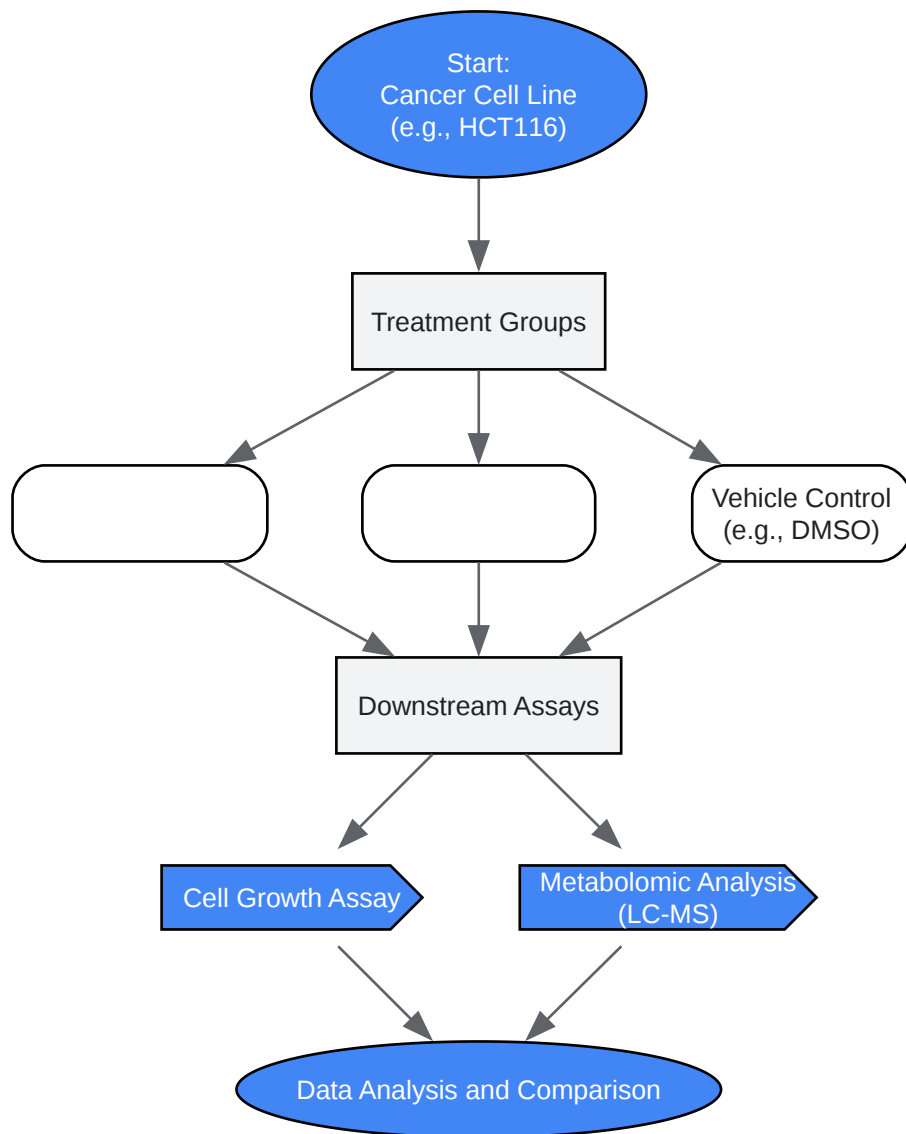 Start:
Cancer Cell Line
(e.g., HCT116)
Treatment Groups
Vehicle Control
(e.g., DMSO)
Downstream Assays
Cell Growth Assay
Metabolomic Analysis
(LC-MS)
Data Analysis and Comparison